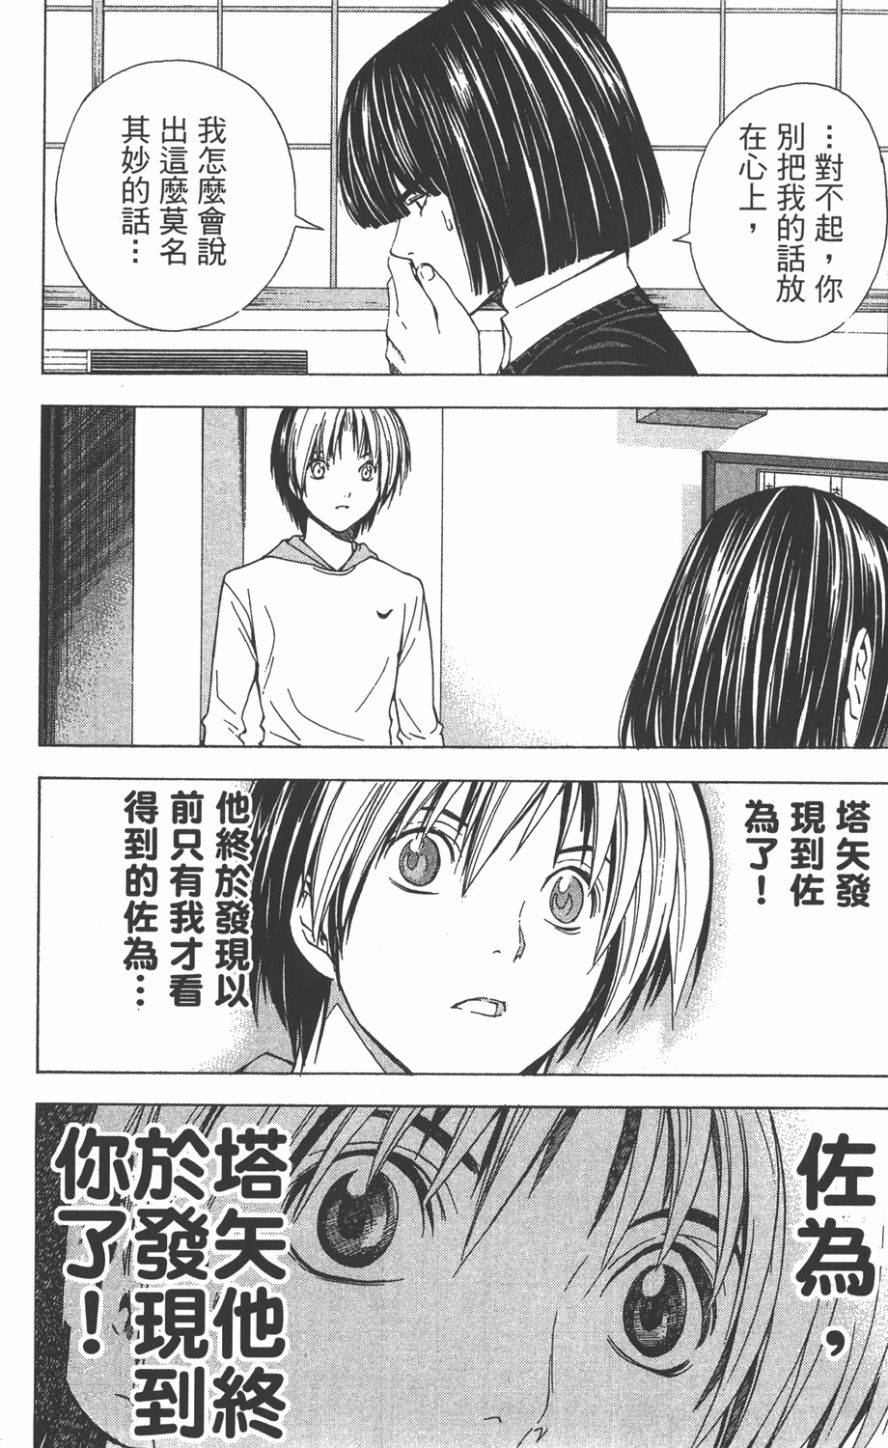 …對不起，你
別把我的話放
在心上，
我怎麼會說
出這麼莫名
其妙的話…
塔矢發
現到佐
為了！
他終於發現以
前只有我才看
得到的佐為…
佐為，
塔矢他終
於發現到
你了！